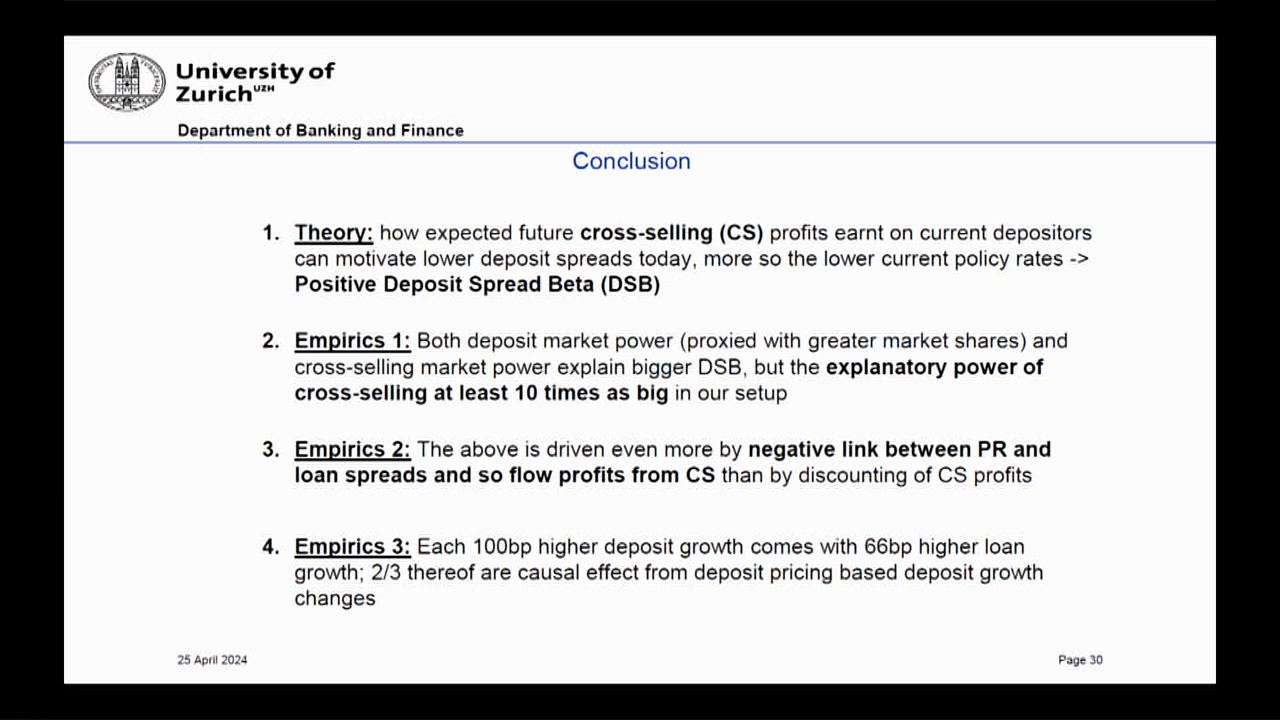 University of
Zurich UZH
Department of Banking and Finance
Conclusion
1. Theory: how expected future cross-selling (CS) profits earnt on current depositors
can motivate lower deposit spreads today, more so the lower current policy rates ->
Positive Deposit Spread Beta (DSB)
2. Empirics 1: Both deposit market power (proxied with greater market shares) and
cross-selling market power explain bigger DSB, but the explanatory power of
cross-selling at least 10 times as big in our setup
3. Empirics 2: The above is driven even more by negative link between PR and
loan spreads and so flow profits from CS than by discounting of CS profits
4. Empirics 3: Each 100bp higher deposit growth comes with 66bp higher loan
growth; 2/3 thereof are causal effect from deposit pricing based deposit growth
changes
25 April 2024
Page 30